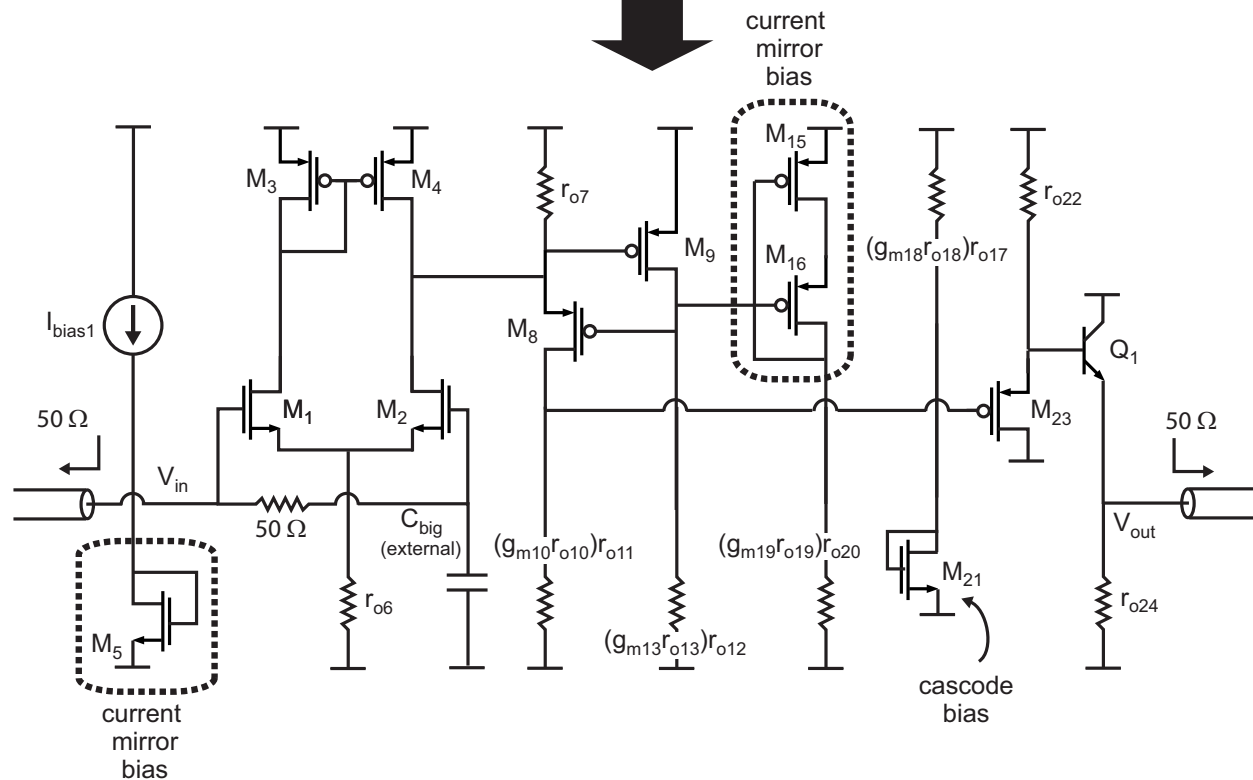 current
mirror
bias
M15
M3
M4
ro7
ro22
M9
M16
(gm18ro18)ro17
Ibias1
M8
Q1
M1
M2
M23
50 Ω
50 Ω
Vin
50 Ω
Cbig
(external)
Vout
(gm10ro10)ro11
(gm19ro19)ro20
M21
ro6
ro24
M5
(gm13ro13)ro12
cascode
bias
current
mirror
bias